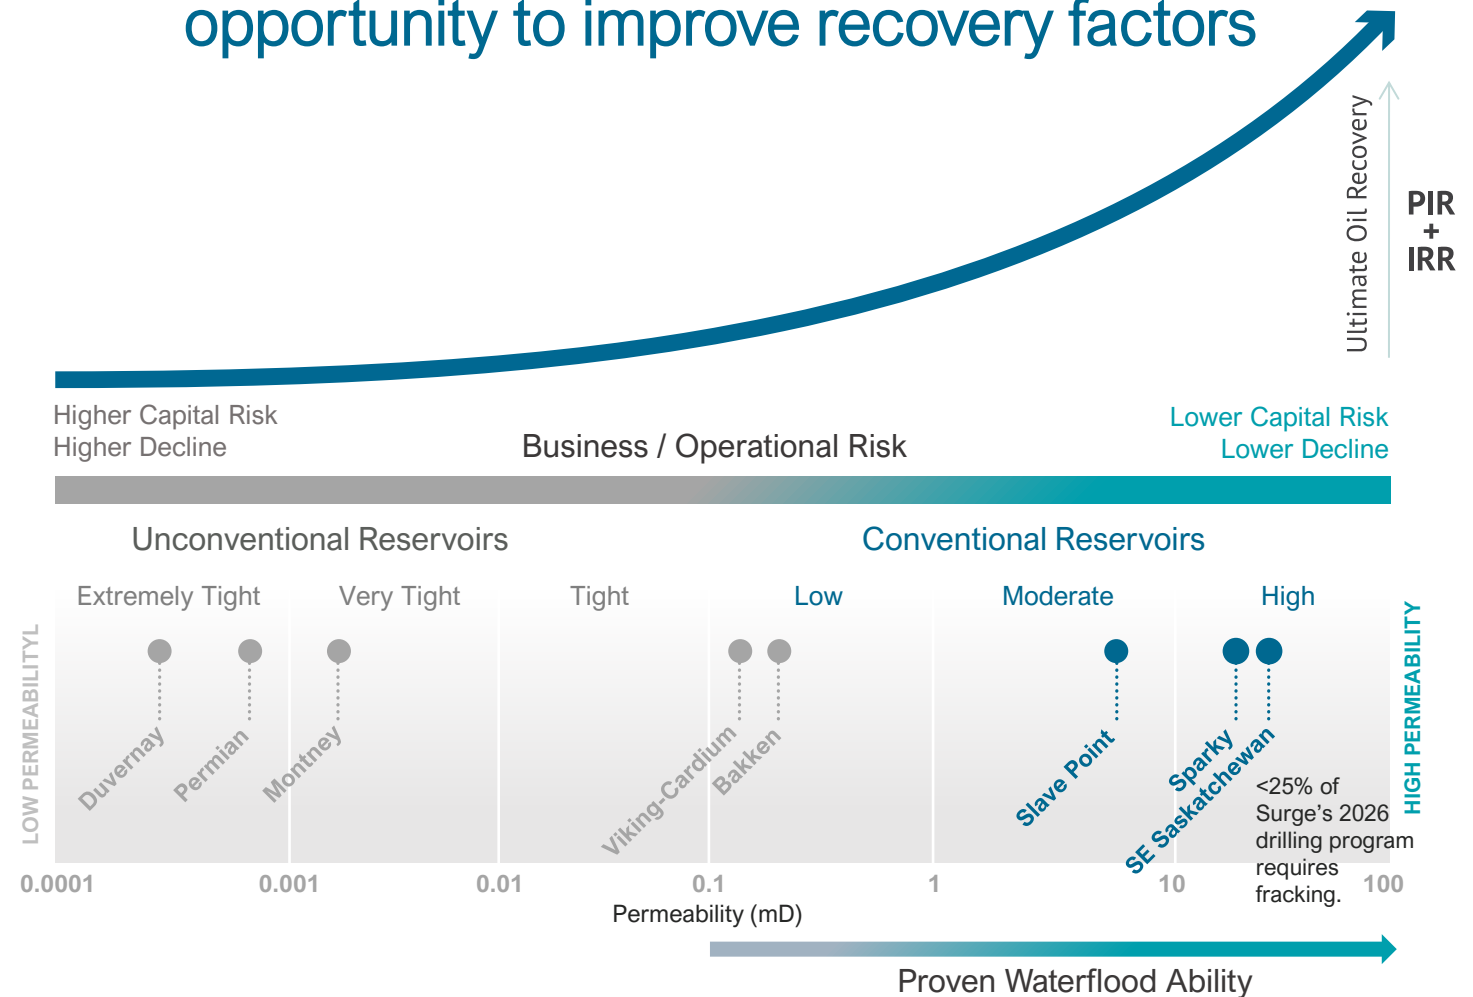 opportunity to improve recovery factors
Ultimate Oil Recovery
PIR
+
IRR
Higher Capital Risk
Higher Decline
Business / Operational Risk
Lower Capital Risk
Lower Decline
Unconventional Reservoirs
Conventional Reservoirs
Extremely Tight
Very Tight
Tight
Low
Moderate
High
LOW PERMEABILITYL
HIGH PERMEABILITY
Duvernay
Permian
Montney
Viking-Cardium
Bakken
Slave Point
Sparky
SE Saskatchewan
<25% of
Surge’s 2026
drilling program
requires
fracking.
0.0001
0.001
0.01
0.1
1
10
100
Permeability (mD)
Proven Waterflood Ability